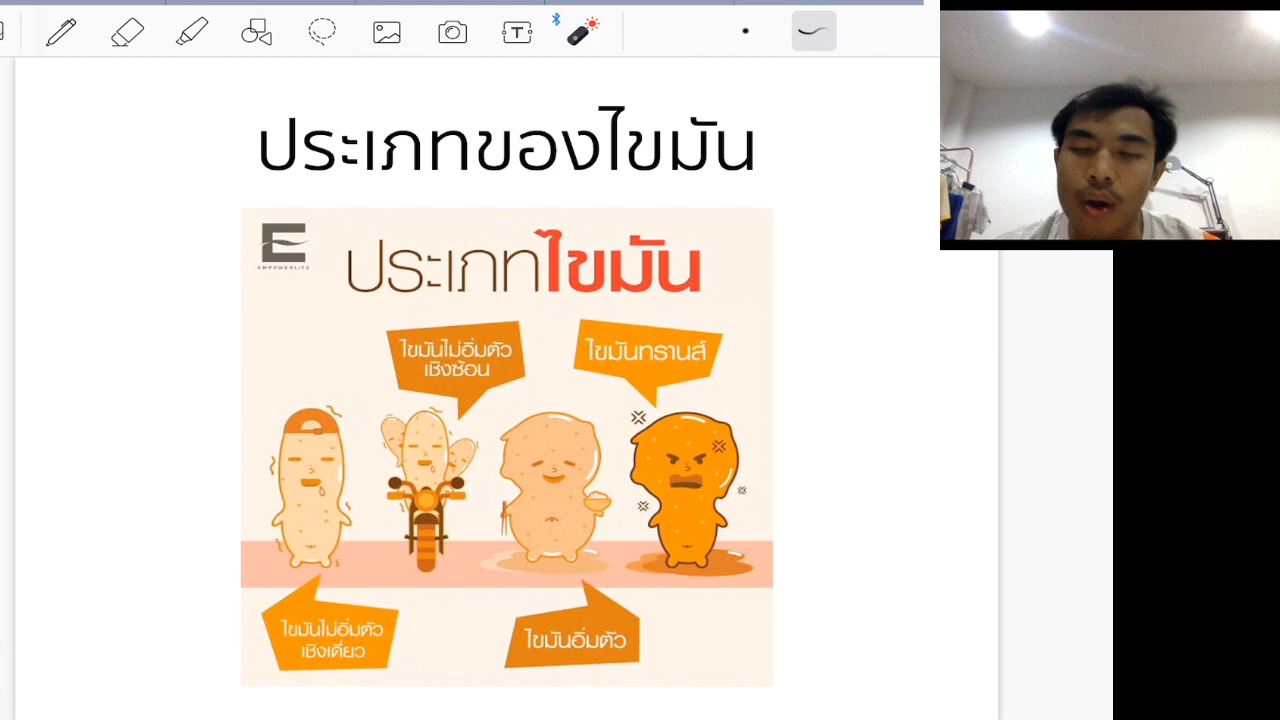 T
ประเภทของไขมัน
E
EMPOWERLIFE
ประเภทไขมัน
ไขมันไม่อิ่มตัว
เชิงซ้อน
ไขมันทรานส์
ไขมันไม่อิ่มตัว
เชิงเดี่ยว
ไขมันอิ่มตัว